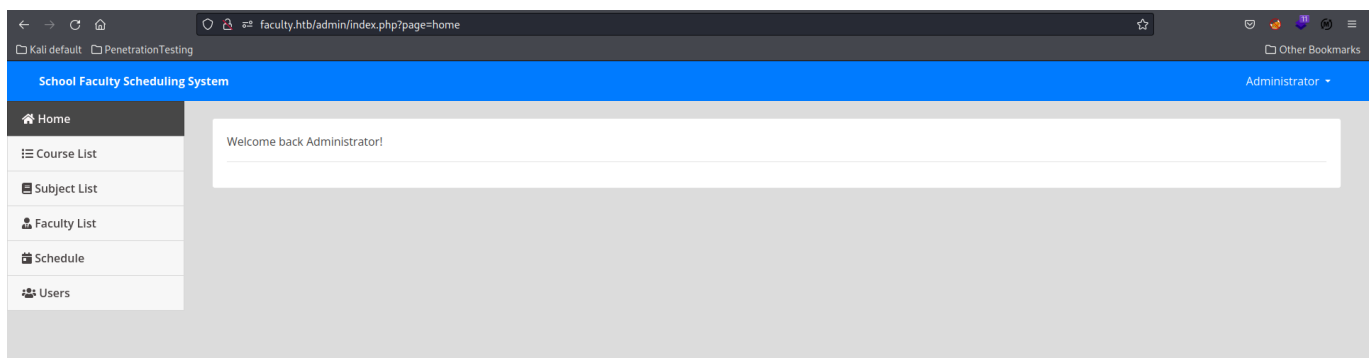 faculty.htb/admin/index.php?page=home
11
Kali default PenetrationTesting Other Bookmarks
School Faculty Scheduling System Administrator
Home
Welcome back Administrator!
Course List
Subject List
Faculty List
Schedule
Users